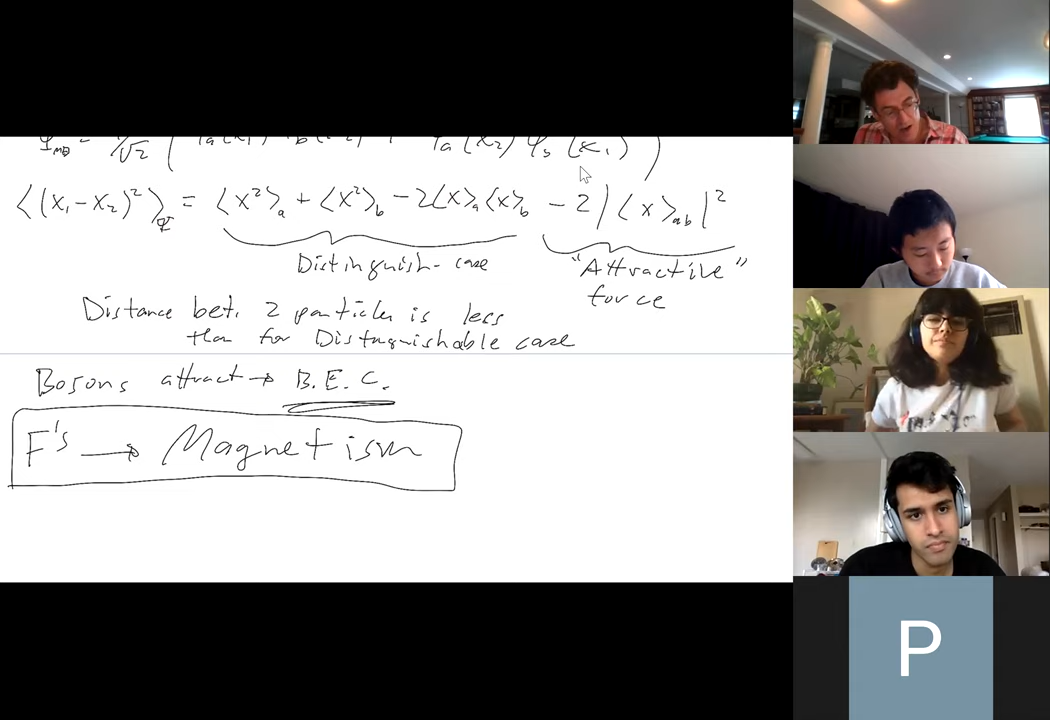 ⟨(x₁-x₂)²⟩_Ψ = ⟨x²⟩_a + ⟨x²⟩_b - 2⟨x⟩_a⟨x⟩_b - 2|⟨x⟩_ab|²
Distinguish. case
"Attractive"
force
Distance bet. 2 particles is less
than for Distinguishable case
Bosons attract → B.E.C.
F's → Magnetism
P